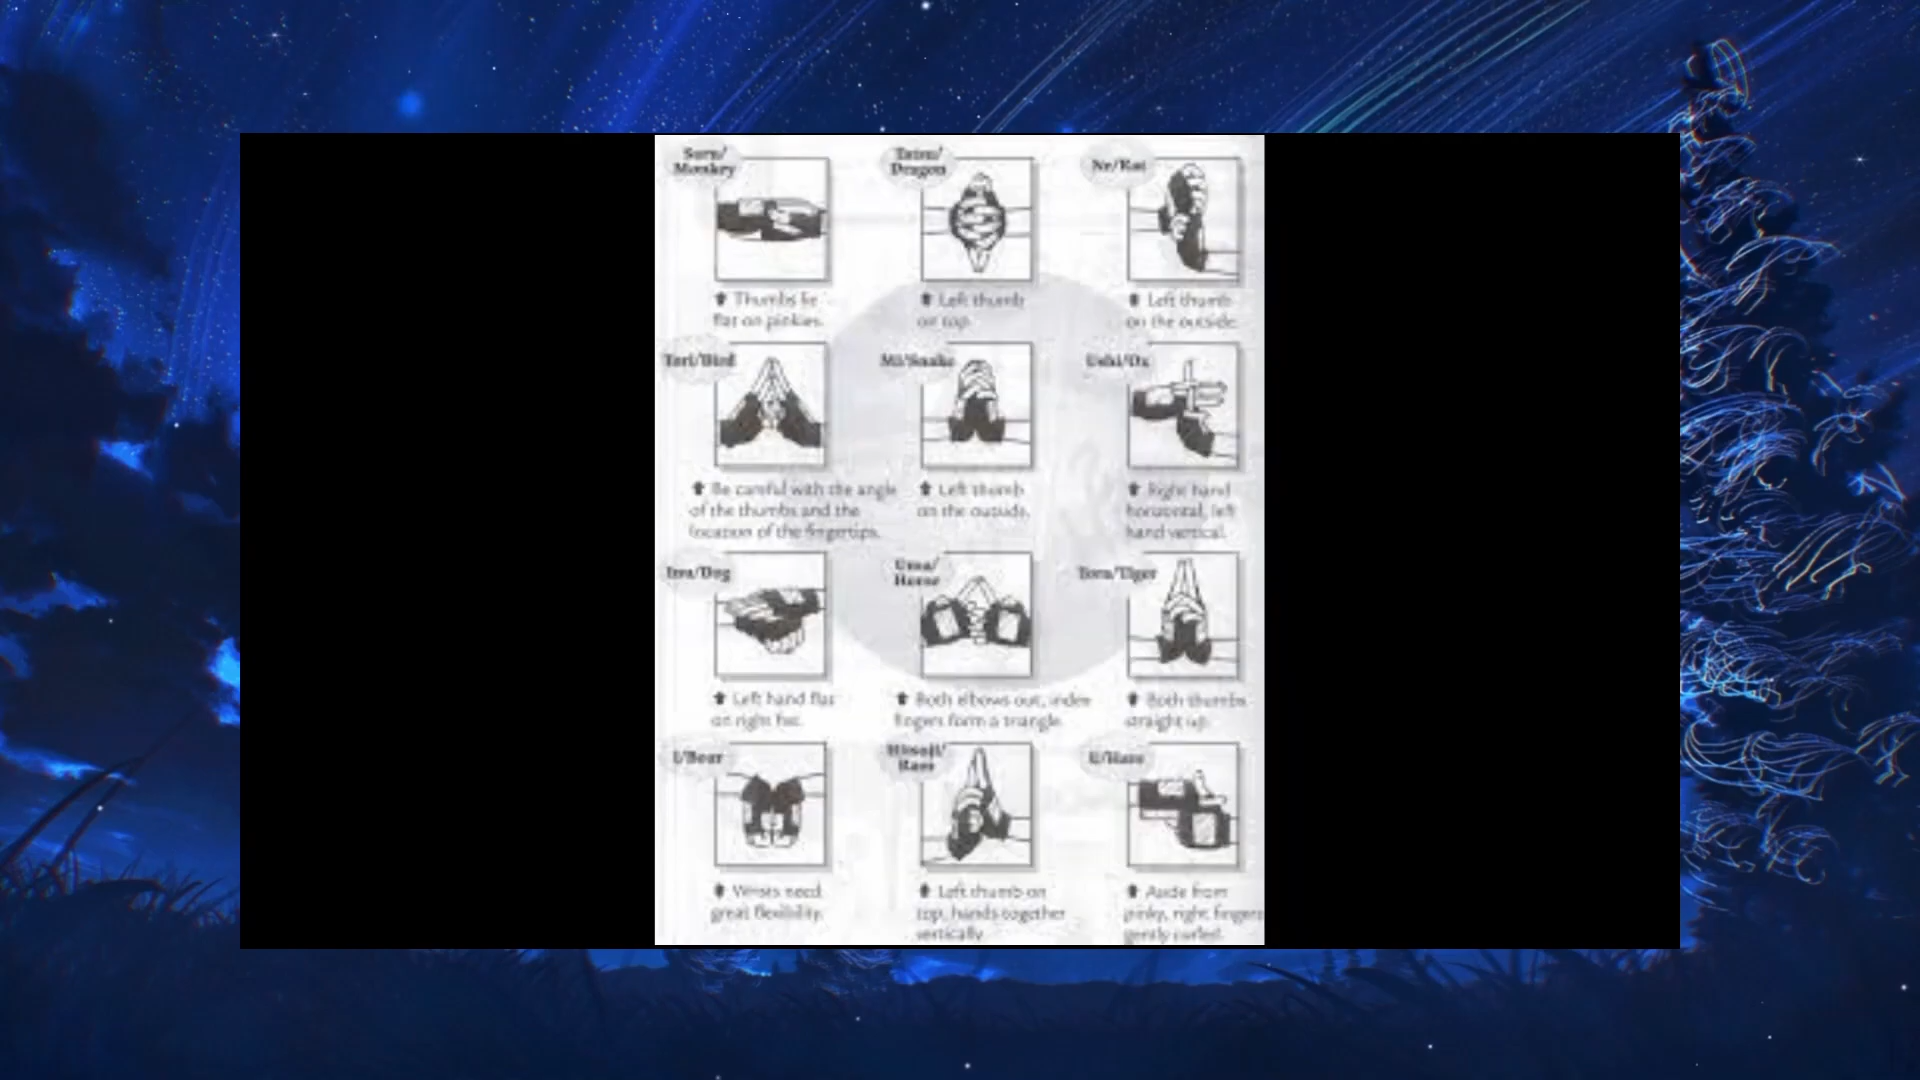 Saru/
Monkey
Tatsu/
Dragon
Ne/Rat
Thumbs lie
flat on pinkies.
Left thumb
on top.
Left thumb
on the outside.
Tori/Bird
Mi/Snake
Ushi/Ox
Be careful with the angle
of the thumbs and the
location of the fingertips.
Left thumb
on the outside.
Right hand
horizontal, left
hand vertical.
Inu/Dog
Uma/
Horse
Tora/Tiger
Left hand flat
on right fist.
Both elbows out, index
fingers form a triangle.
Both thumbs
straight up.
I/Boar
Hitsuji/
Ram
U/Hare
Wrists need
great flexibility.
Left thumb on
top, hands together
vertically.
Aside from
pinky, right fingers
gently curled.